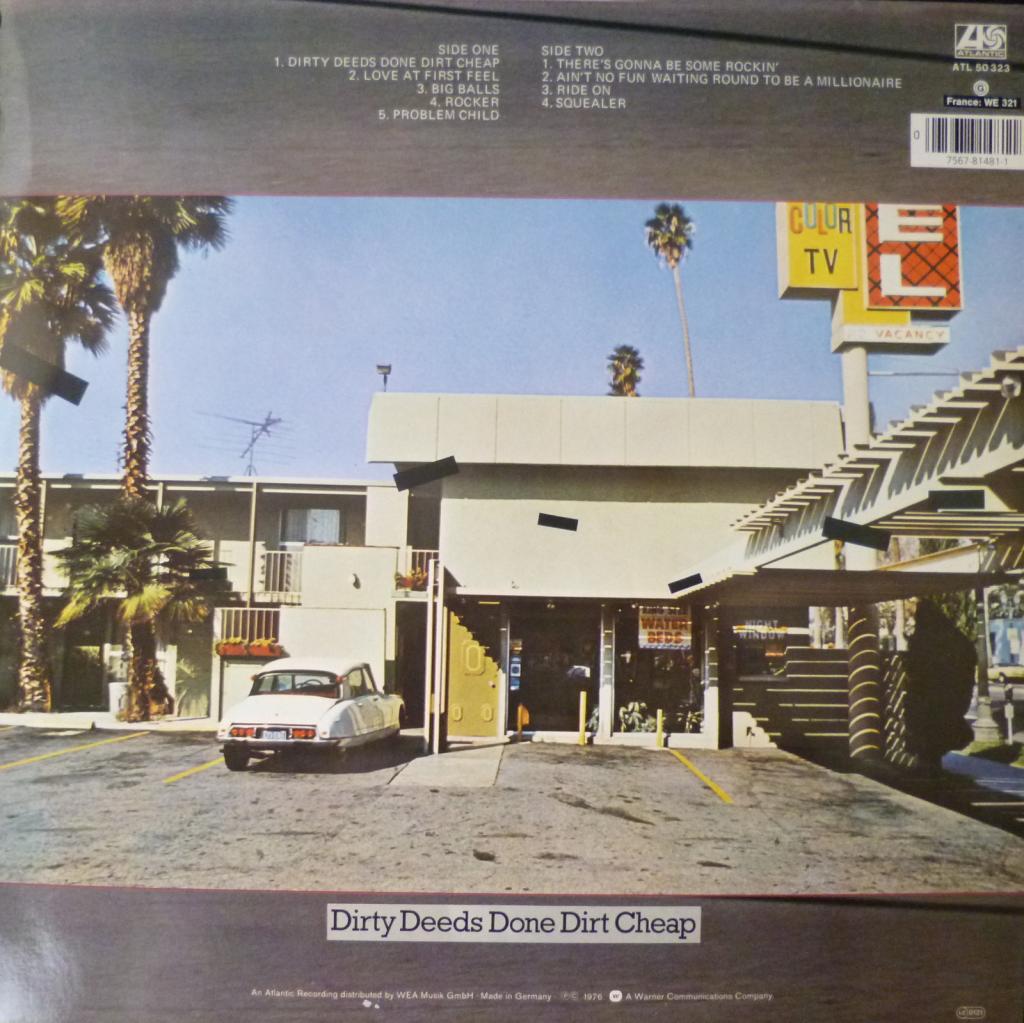 SIDE ONE
1. DIRTY DEEDS DONE DIRT CHEAP
2. LOVE AT FIRST FEEL
3. BIG BALLS
4. ROCKER
5. PROBLEM CHILD
SIDE TWO
1. THERE'S GONNA BE SOME ROCKIN'
2. AIN'T NO FUN WAITING ROUND TO BE A MILLIONAIRE
3. RIDE ON
4. SQUEALER
ATLANTIC
ATL 50 323
G
France: WE 321
0
7567-81481-1
COLOR
TV
E
L
VACANCY
WATER
BEDS
NIGHT
WINDOW
Dirty Deeds Done Dirt Cheap
An Atlantic Recording distributed by WEA Musik GmbH · Made in Germany · ℗ © 1976 W A Warner Communications Company